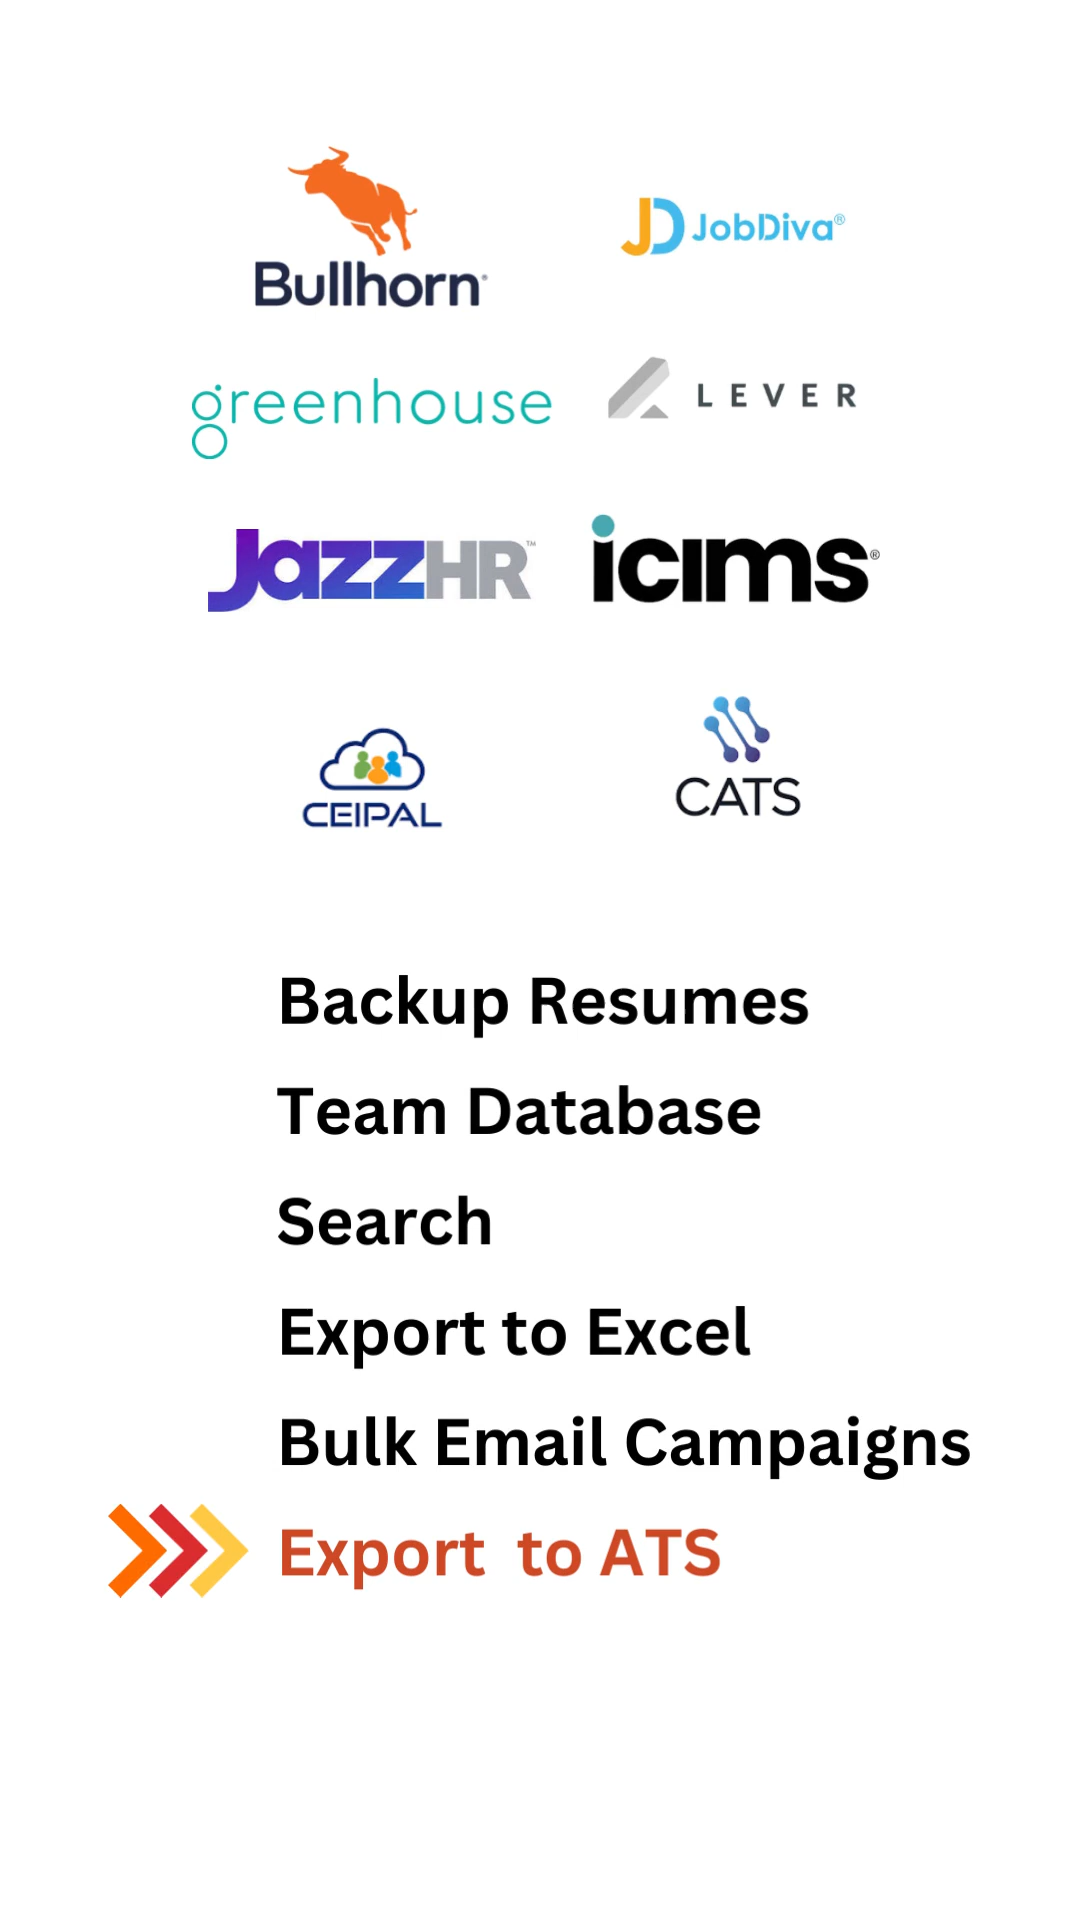 Bullhorn®
JobDiva®
greenhouse
LEVER
JazzHR™
icims®
CEIPAL
CATS
Backup Resumes
Team Database
Search
Export to Excel
Bulk Email Campaigns
Export to ATS